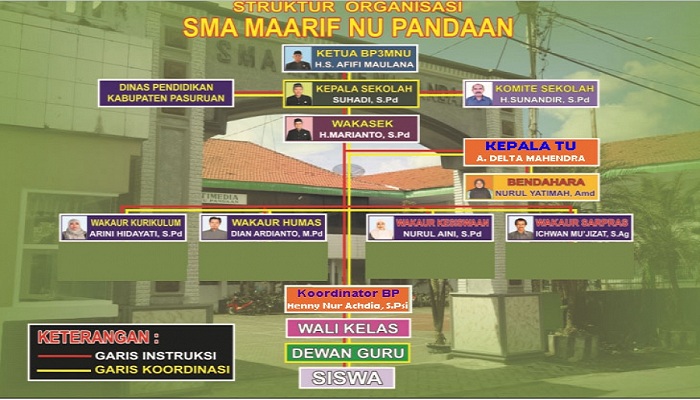 STRUKTUR ORGANISASI
SMA MAARIF NU PANDAAN
KETUA BP3MNU
H.S. AFIFI MAULANA
DINAS PENDIDIKAN
KABUPATEN PASURUAN
KEPALA SEKOLAH
SUHADI, S.Pd
KOMITE SEKOLAH
H.SUNANDIR, S.Pd
WAKASEK
H.MARIANTO, S.Pd
KEPALA TU
A. DELTA MAHENDRA
BENDAHARA
NURUL YATIMAH, Amd
WAKAUR KURIKULUM
ARINI HIDAYATI, S.Pd
WAKAUR HUMAS
DIAN ARDIANTO, M.Pd
WAKAUR KESISWAAN
NURUL AINI, S.Pd
WAKAUR SARPRAS
ICHWAN MU'JIZAT, S.Ag
Koordinator BP
Henny Nur Achdia, S.Psi
WALI KELAS
DEWAN GURU
SISWA
KETERANGAN :
GARIS INSTRUKSI
GARIS KOORDINASI